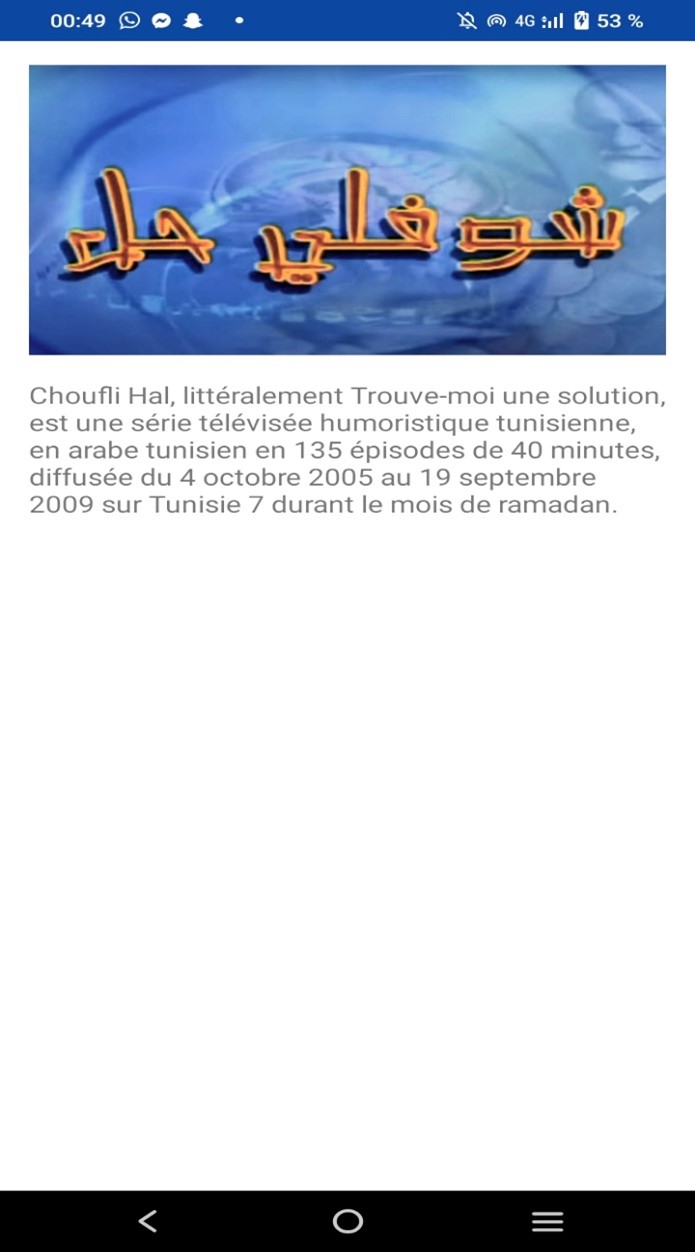 00:49 4G 53 %
شوفلي حل
Choufli Hal, littéralement Trouve-moi une solution,
est une série télévisée humoristique tunisienne,
en arabe tunisien en 135 épisodes de 40 minutes,
diffusée du 4 octobre 2005 au 19 septembre
2009 sur Tunisie 7 durant le mois de ramadan.